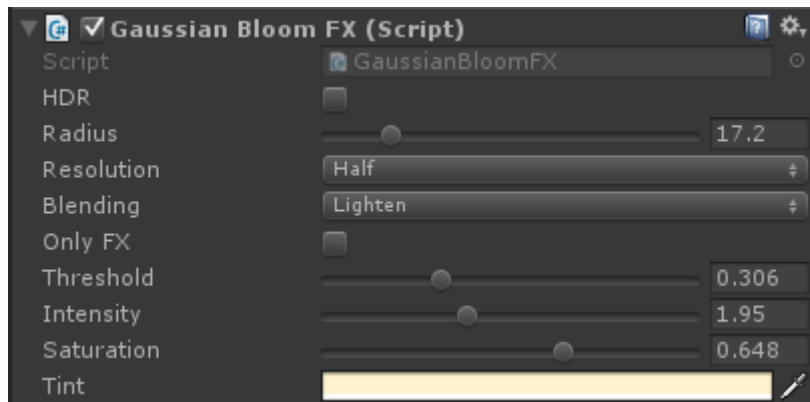 Gaussian Bloom FX (Script)
Script GaussianBloomFX
HDR
Radius 17.2
Resolution Half
Blending Lighten
Only FX
Threshold 0.306
Intensity 1.95
Saturation 0.648
Tint